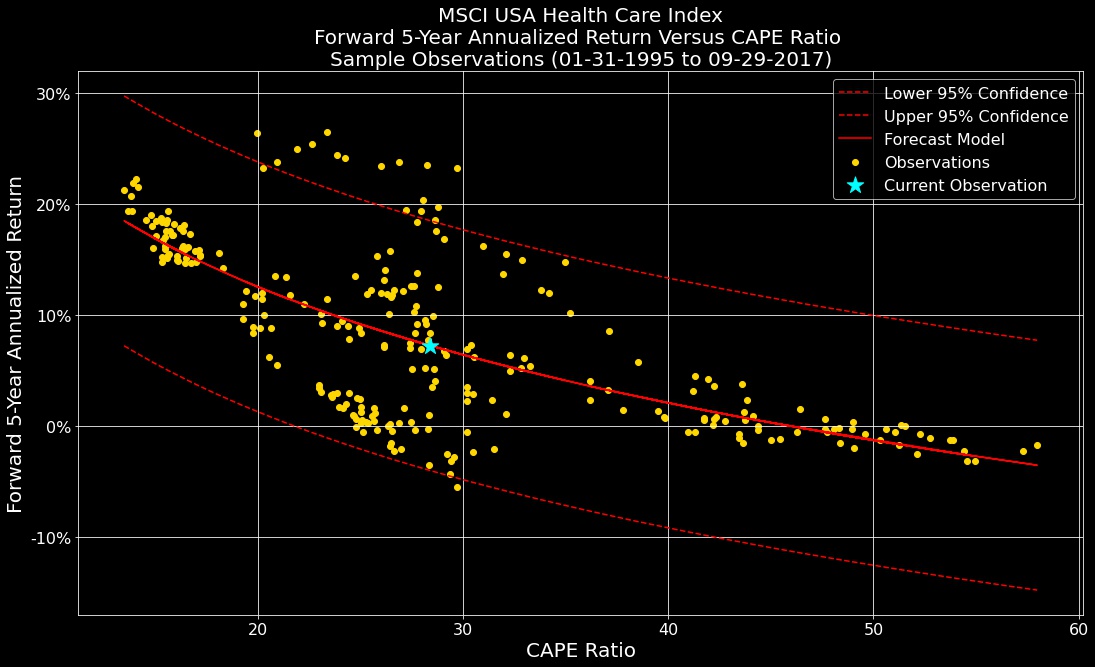 MSCI USA Health Care Index
Forward 5-Year Annualized Return Versus CAPE Ratio
Sample Observations (01-31-1995 to 09-29-2017)
Lower 95% Confidence
Upper 95% Confidence
Forecast Model
Observations
Current Observation
Forward 5-Year Annualized Return
30%
20%
10%
0%
-10%
20
30
40
50
60
CAPE Ratio